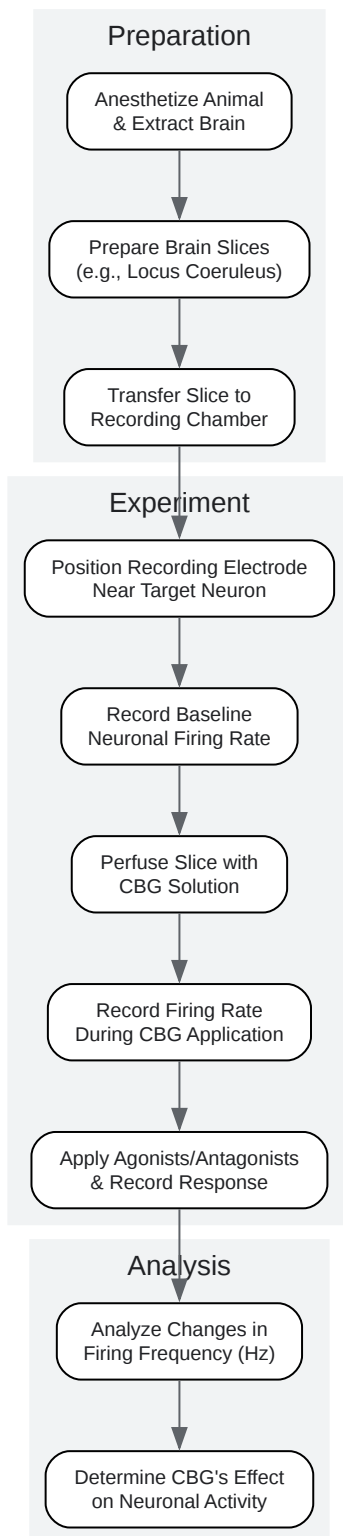 Preparation
Anesthetize Animal
& Extract Brain
Prepare Brain Slices
(e.g., Locus Coeruleus)
Transfer Slice to
Recording Chamber
Experiment
Position Recording Electrode
Near Target Neuron
Record Baseline
Neuronal Firing Rate
Perfuse Slice with
CBG Solution
Record Firing Rate
During CBG Application
Apply Agonists/Antagonists
& Record Response
Analysis
Analyze Changes in
Firing Frequency (Hz)
Determine CBG's Effect
on Neuronal Activity